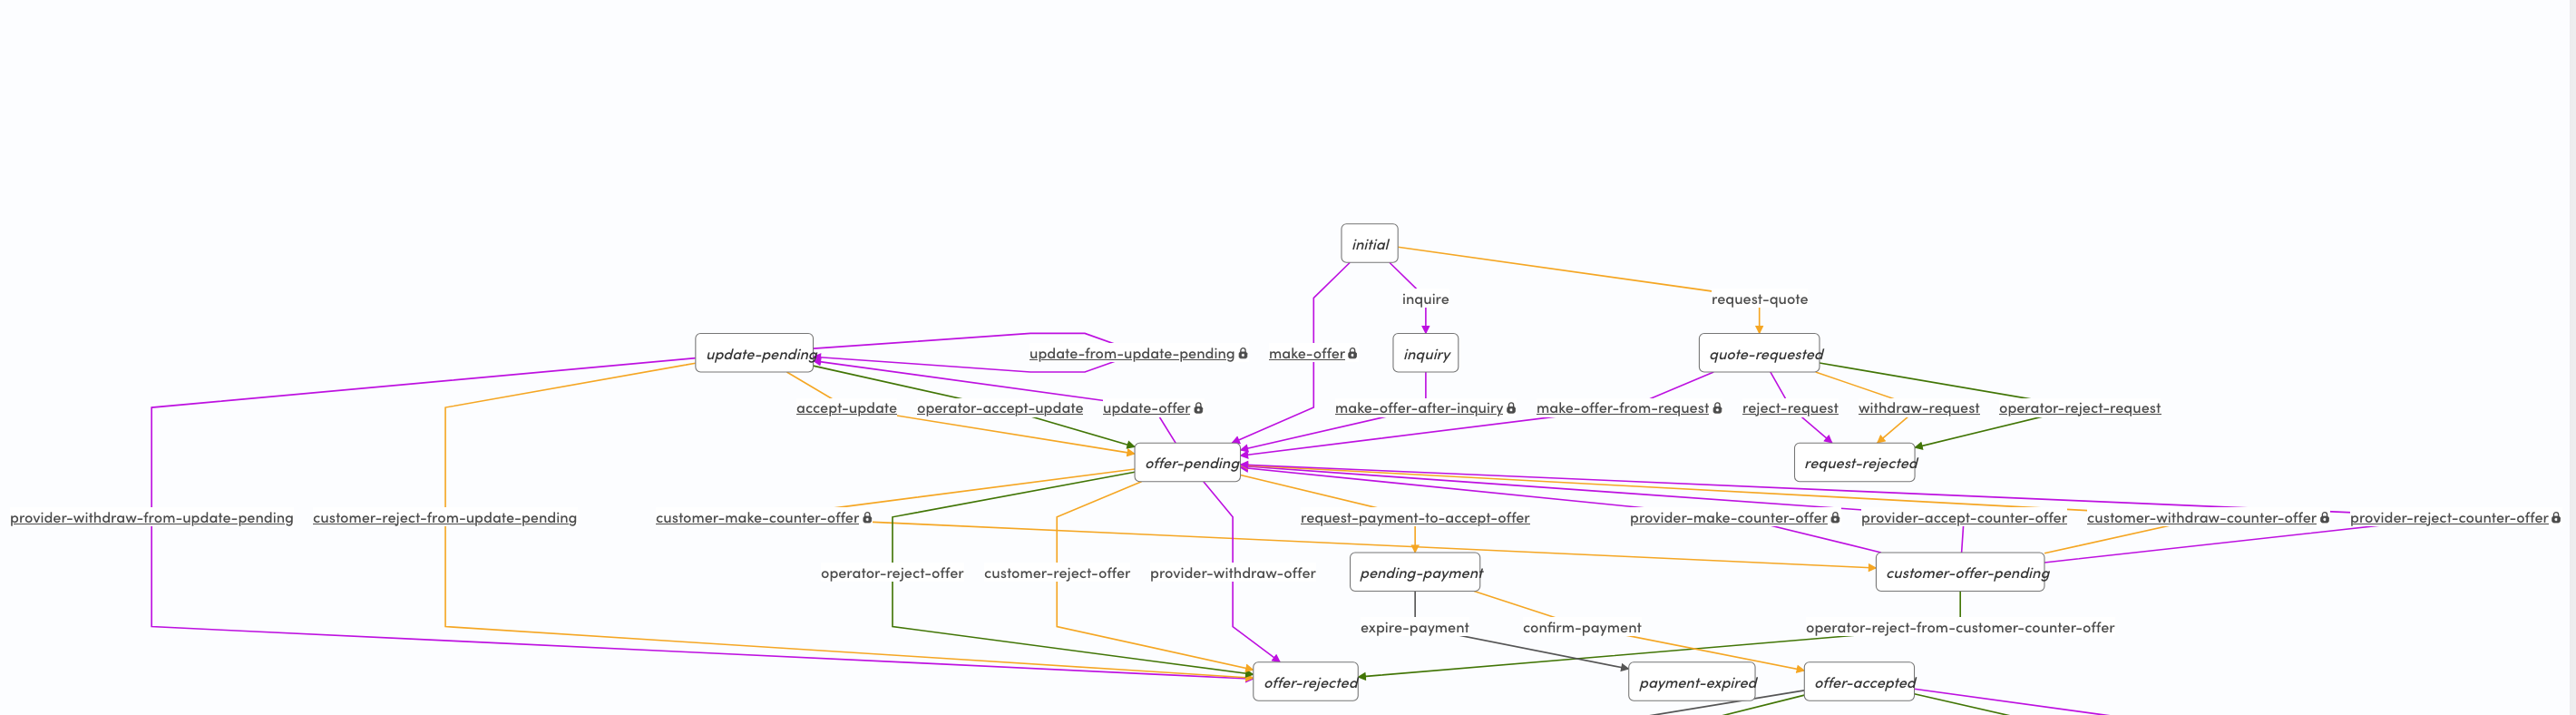 initial
inquire
request-quote
update-pending
update-from-update-pending
make-offer
inquiry
quote-requested
accept-update
operator-accept-update
update-offer
make-offer-after-inquiry
make-offer-from-request
reject-request
withdraw-request
operator-reject-request
offer-pending
request-rejected
provider-withdraw-from-update-pending
customer-reject-from-update-pending
customer-make-counter-offer
request-payment-to-accept-offer
provider-make-counter-offer
provider-accept-counter-offer
customer-withdraw-counter-offer
provider-reject-counter-offer
operator-reject-offer
customer-reject-offer
provider-withdraw-offer
pending-payment
customer-offer-pending
expire-payment
confirm-payment
operator-reject-from-customer-counter-offer
offer-rejected
payment-expired
offer-accepted